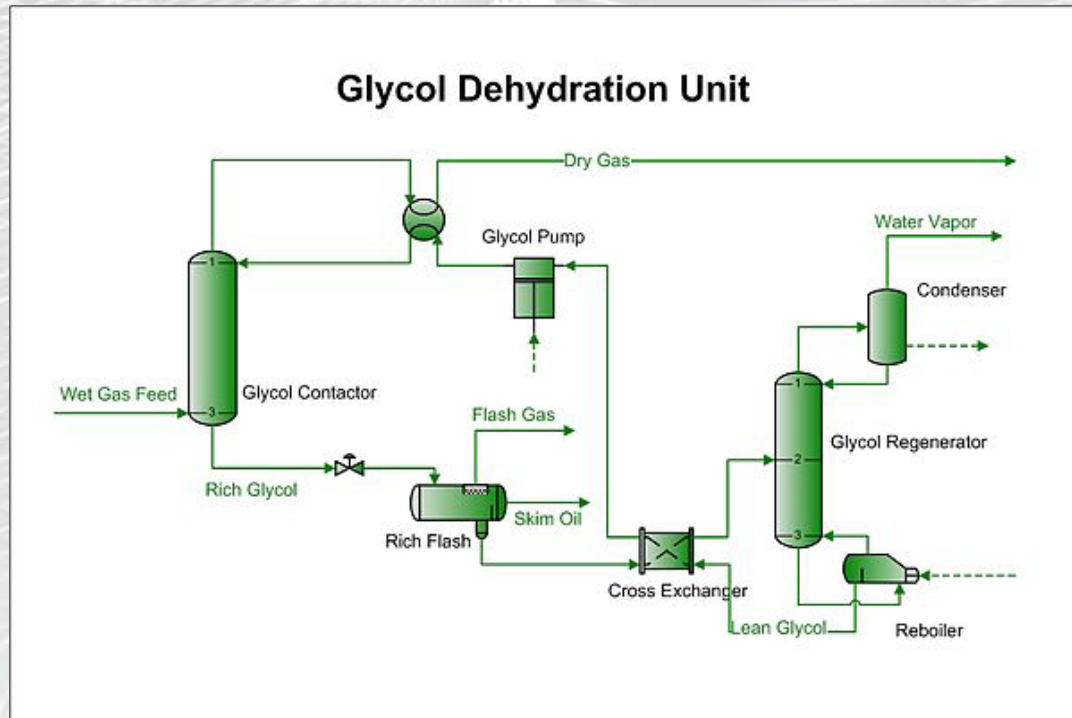 Glycol Dehydration Unit
Dry Gas
Water Vapor
Glycol Pump
1
Condenser
Wet Gas Feed
Glycol Contactor
3
1
Flash Gas
Glycol Regenerator
2
Rich Glycol
Skim Oil
Rich Flash
3
Cross Exchanger
Lean Glycol
Reboiler